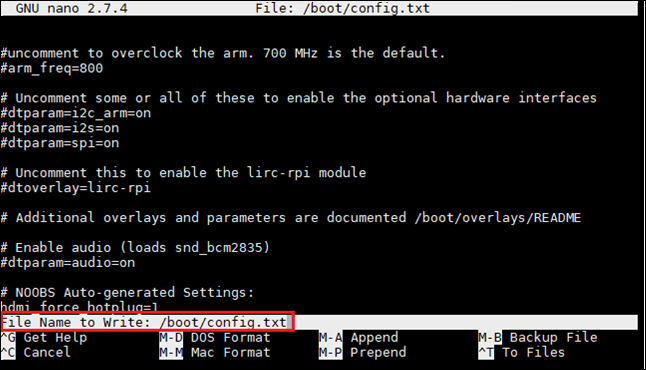 GNU nano 2.7.4 File: /boot/config.txt
#uncomment to overclock the arm. 700 MHz is the default.
#arm_freq=800
# Uncomment some or all of these to enable the optional hardware interfaces
#dtparam=i2c_arm=on
#dtparam=i2s=on
#dtparam=spi=on
# Uncomment this to enable the lirc-rpi module
#dtoverlay=lirc-rpi
# Additional overlays and parameters are documented /boot/overlays/README
# Enable audio (loads snd_bcm2835)
#dtparam=audio=on
# NOOBS Auto-generated Settings:
hdmi_force_hotplug=1
File Name to Write: /boot/config.txt
^G Get Help M-D DOS Format M-A Append M-B Backup File
^C Cancel M-M Mac Format M-P Prepend ^T To Files